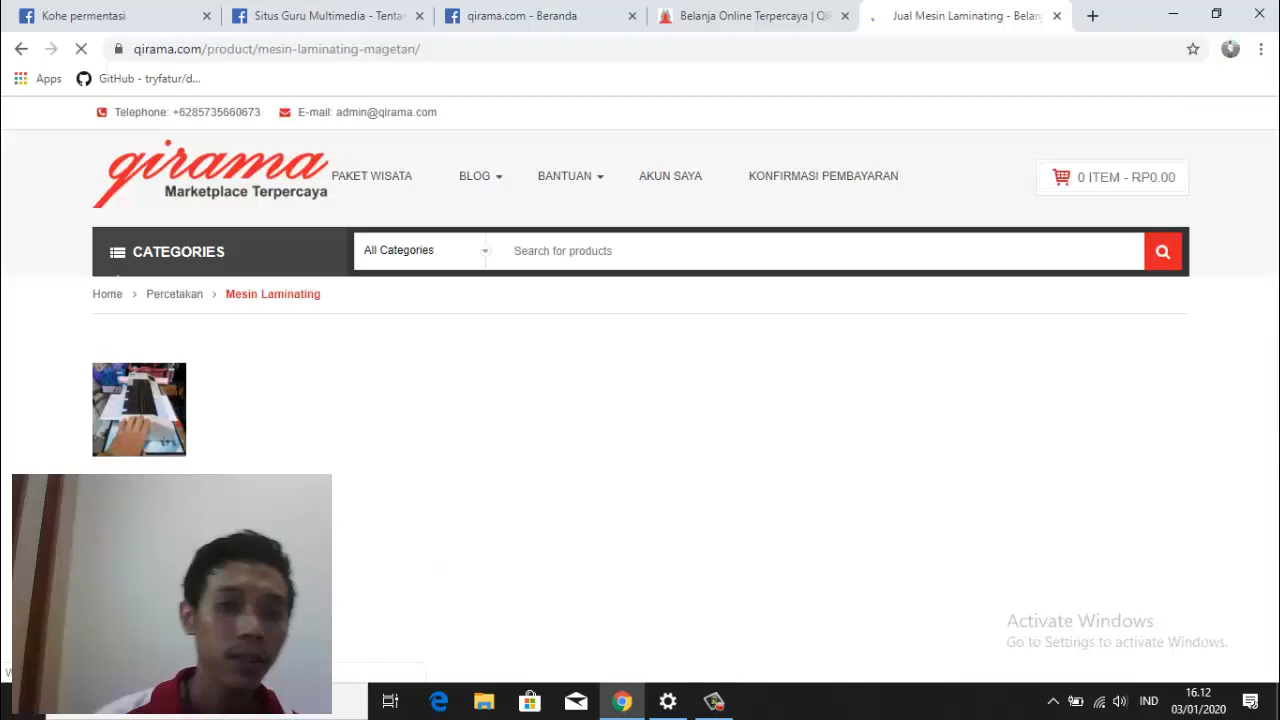 Kohe permentasi
Situs Guru Multimedia - Tentan
qirama.com - Beranda
Belanja Online Terpercaya | QI
Jual Mesin Laminating - Belang
qirama.com/product/mesin-laminating-magetan/
Apps
GitHub - tryfatur/d...
Telephone: +6285735660673
E-mail: admin@qirama.com
qirama
Marketplace Terpercaya
PAKET WISATA
BLOG
BANTUAN
AKUN SAYA
KONFIRMASI PEMBAYARAN
0 ITEM - RP0.00
CATEGORIES
All Categories
Search for products
Home > Percetakan > Mesin Laminating
Activate Windows
Go to Settings to activate Windows.
IND
16.12
03/01/2020